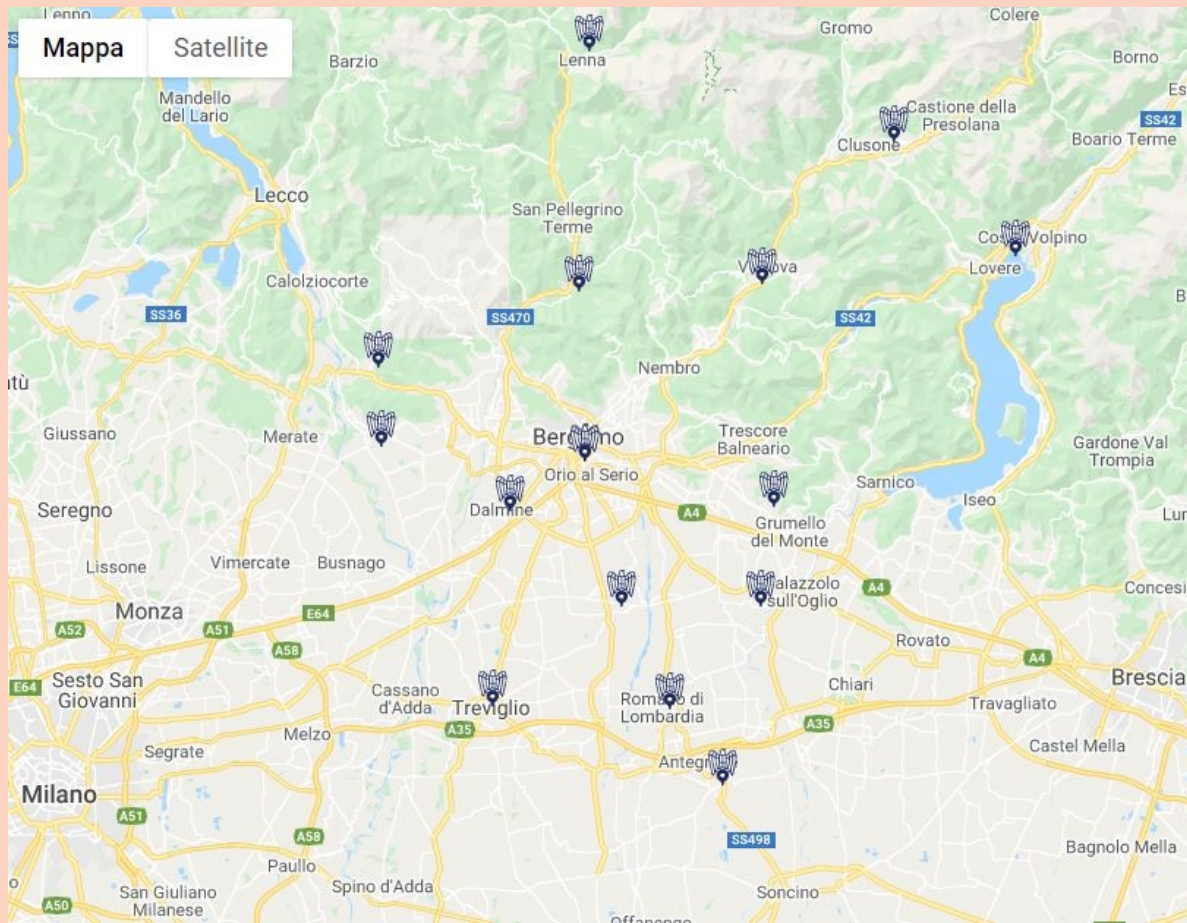 Lenno
Mappa
Satellite
Lenna
Gromo
Colere
Barzio
Borno
Mandello
del Lario
Castione della
Presolana
SS42
Clusone
Boario Terme
Lecco
San Pellegrino
Terme
Lovere
Calolziocorte
SS36
SS470
SS42
Nembro
Giussano
Merate
Trescore
Balneario
Gardone Val
Trompia
Orio al Serio
Sarnico
Iseo
Seregno
Dalmine
A4
Grumello
del Monte
Lissone
Vimercate
Busnago
A4
sull'Oglio
Monza
E64
A52
A51
A58
Rovato
A4
E64
Sesto San
Giovanni
Cassano
d'Adda
Treviglio
Lombardia
Chiari
Brescia
Travagliato
A35
A35
Segrate
Melzo
Castel Mella
Milano
A51
A58
SS498
Bagnolo Mella
Paullo
San Giuliano
Milanese
Spino d'Adda
Soncino
A50
Offanengo